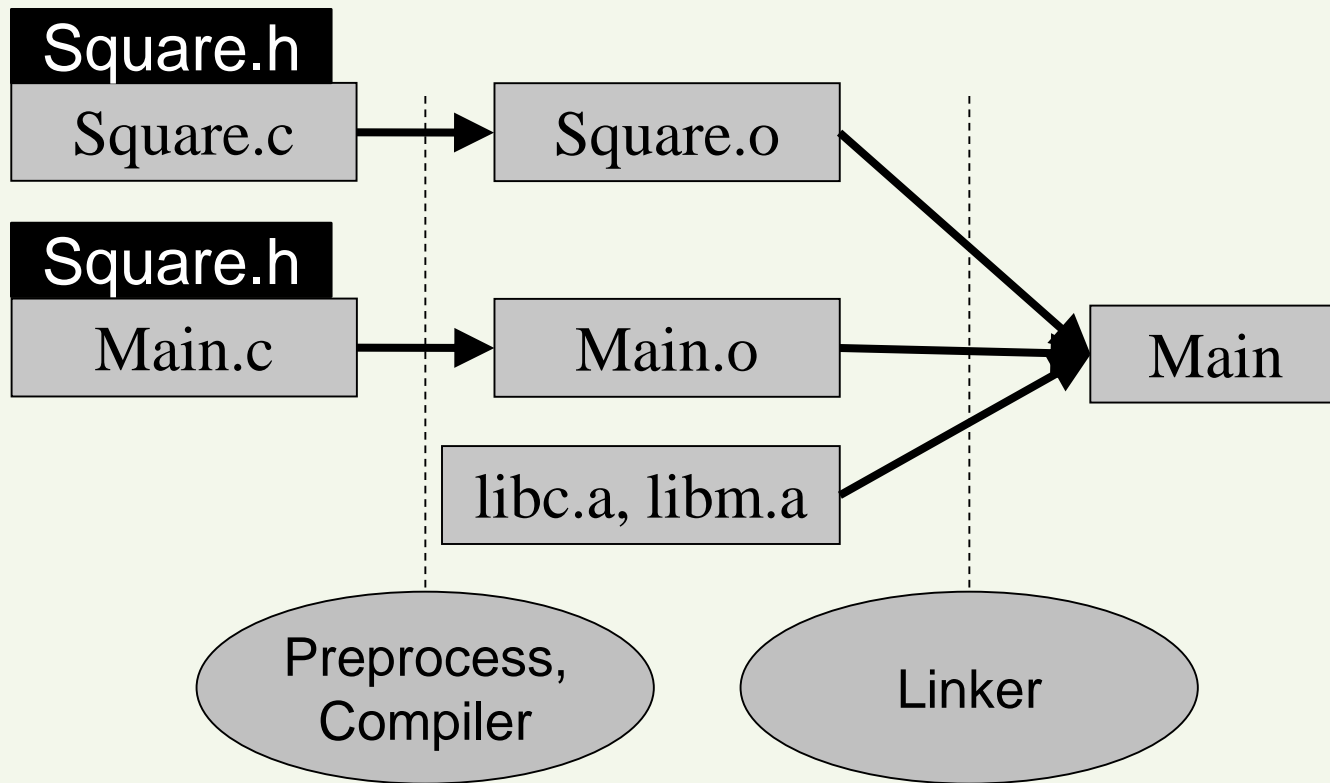 Square.h
Square.c
Square.o
Square.h
Main.c
Main.o
Main
libc.a, libm.a
Preprocess,
Compiler
Linker